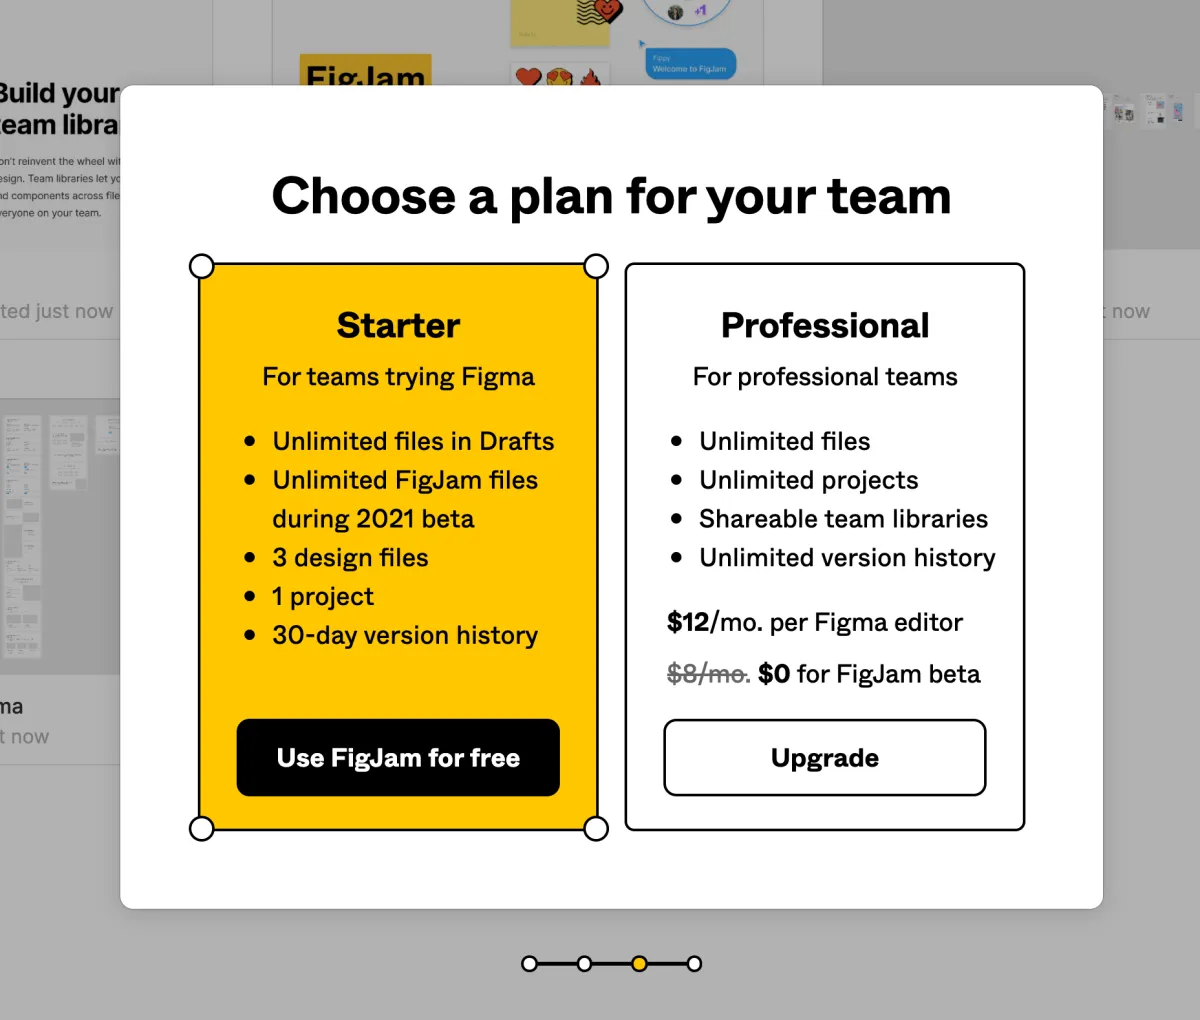 FigJam
+1
Welcome to FigJam
Build your
team libra
on't reinvent the wheel wi
esign. Team libraries let yo
nd components across file
veryone on your team.
ted just now
t now
ma
t now
Choose a plan for your team
Starter
For teams trying Figma
• Unlimited files in Drafts
• Unlimited FigJam files
during 2021 beta
• 3 design files
• 1 project
• 30-day version history
Use FigJam for free
Professional
For professional teams
• Unlimited files
• Unlimited projects
• Shareable team libraries
• Unlimited version history
$12/mo. per Figma editor
$8/mo. $0 for FigJam beta
Upgrade